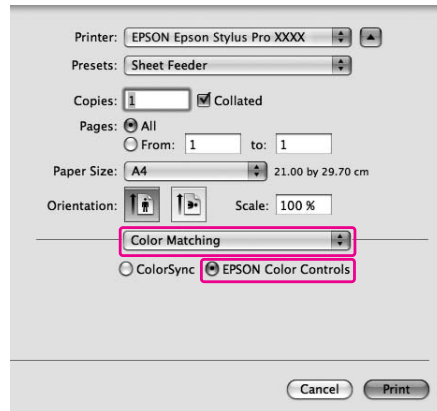 Printer: EPSON Epson Stylus Pro XXXX
Presets: Sheet Feeder
Copies: 1 Collated
Pages: All
From: 1 to: 1
Paper Size: A4 21.00 by 29.70 cm
Orientation: Scale: 100 %
Color Matching
ColorSync EPSON Color Controls
Cancel Print